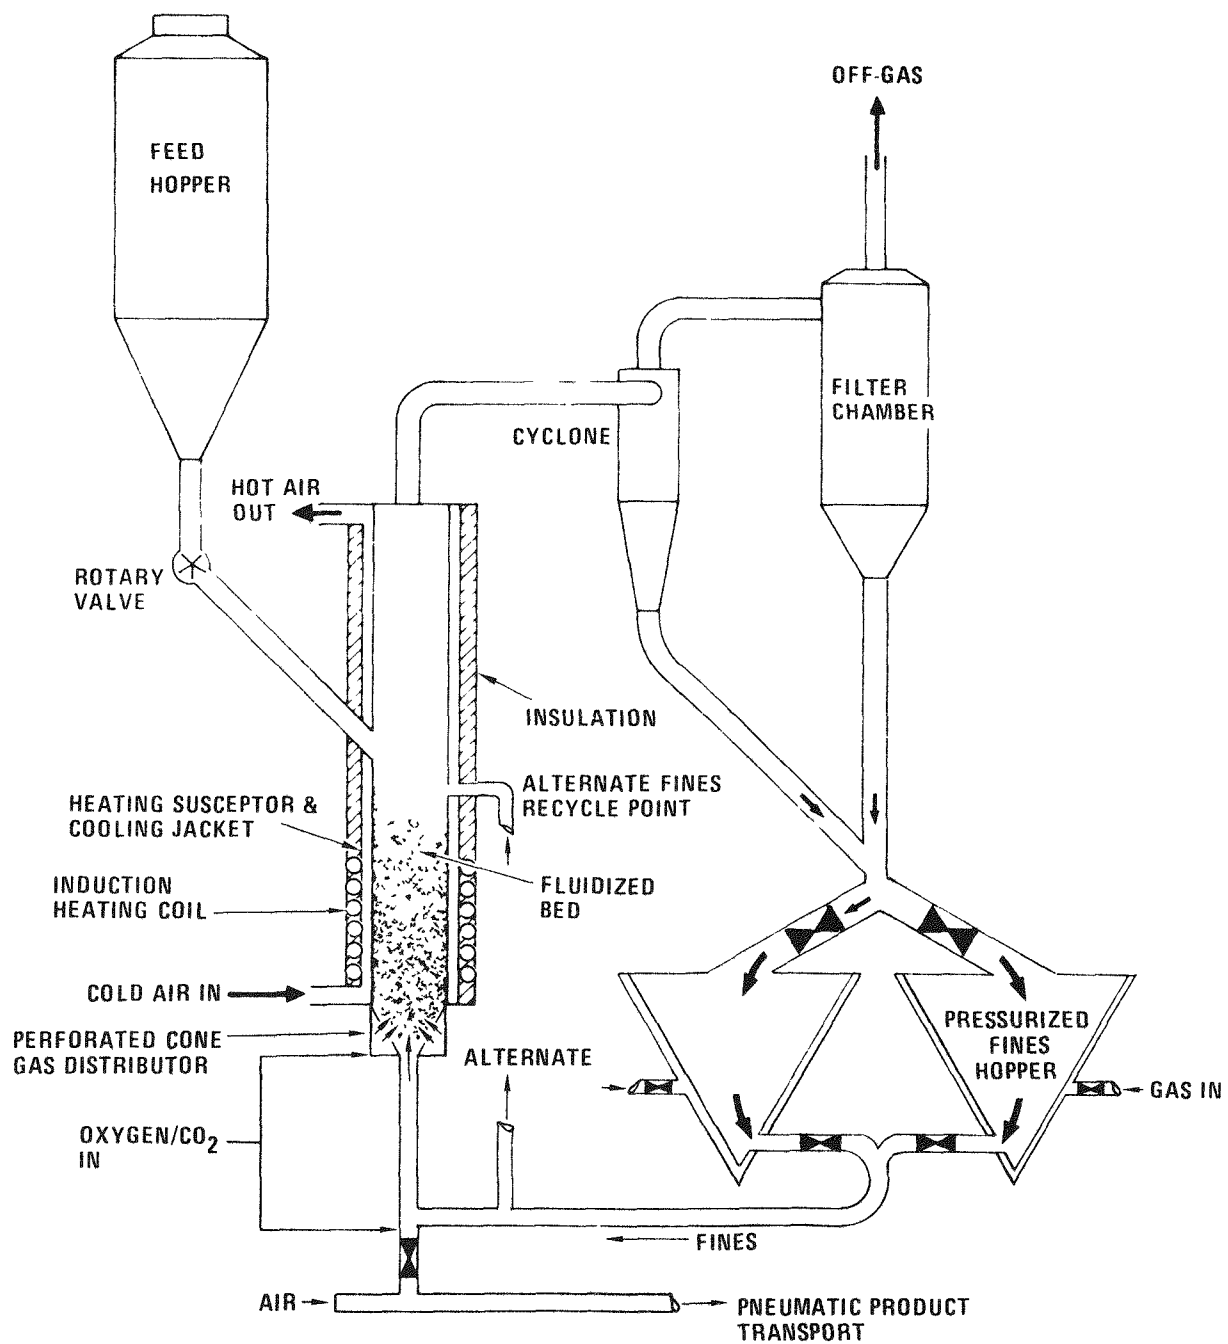 OFF-GAS
FEED
HOPPER
FILTER
CHAMBER
CYCLONE
HOT AIR
OUT
ROTARY
VALVE
INSULATION
ALTERNATE FINES
RECYCLE POINT
HEATING SUSCEPTOR &
COOLING JACKET
INDUCTION
HEATING COIL
FLUIDIZED
BED
COLD AIR IN
PERFORATED CONE
GAS DISTRIBUTOR
ALTERNATE
PRESSURIZED
FINES
HOPPER
GAS IN
OXYGEN/CO2
IN
FINES
AIR
PNEUMATIC PRODUCT
TRANSPORT